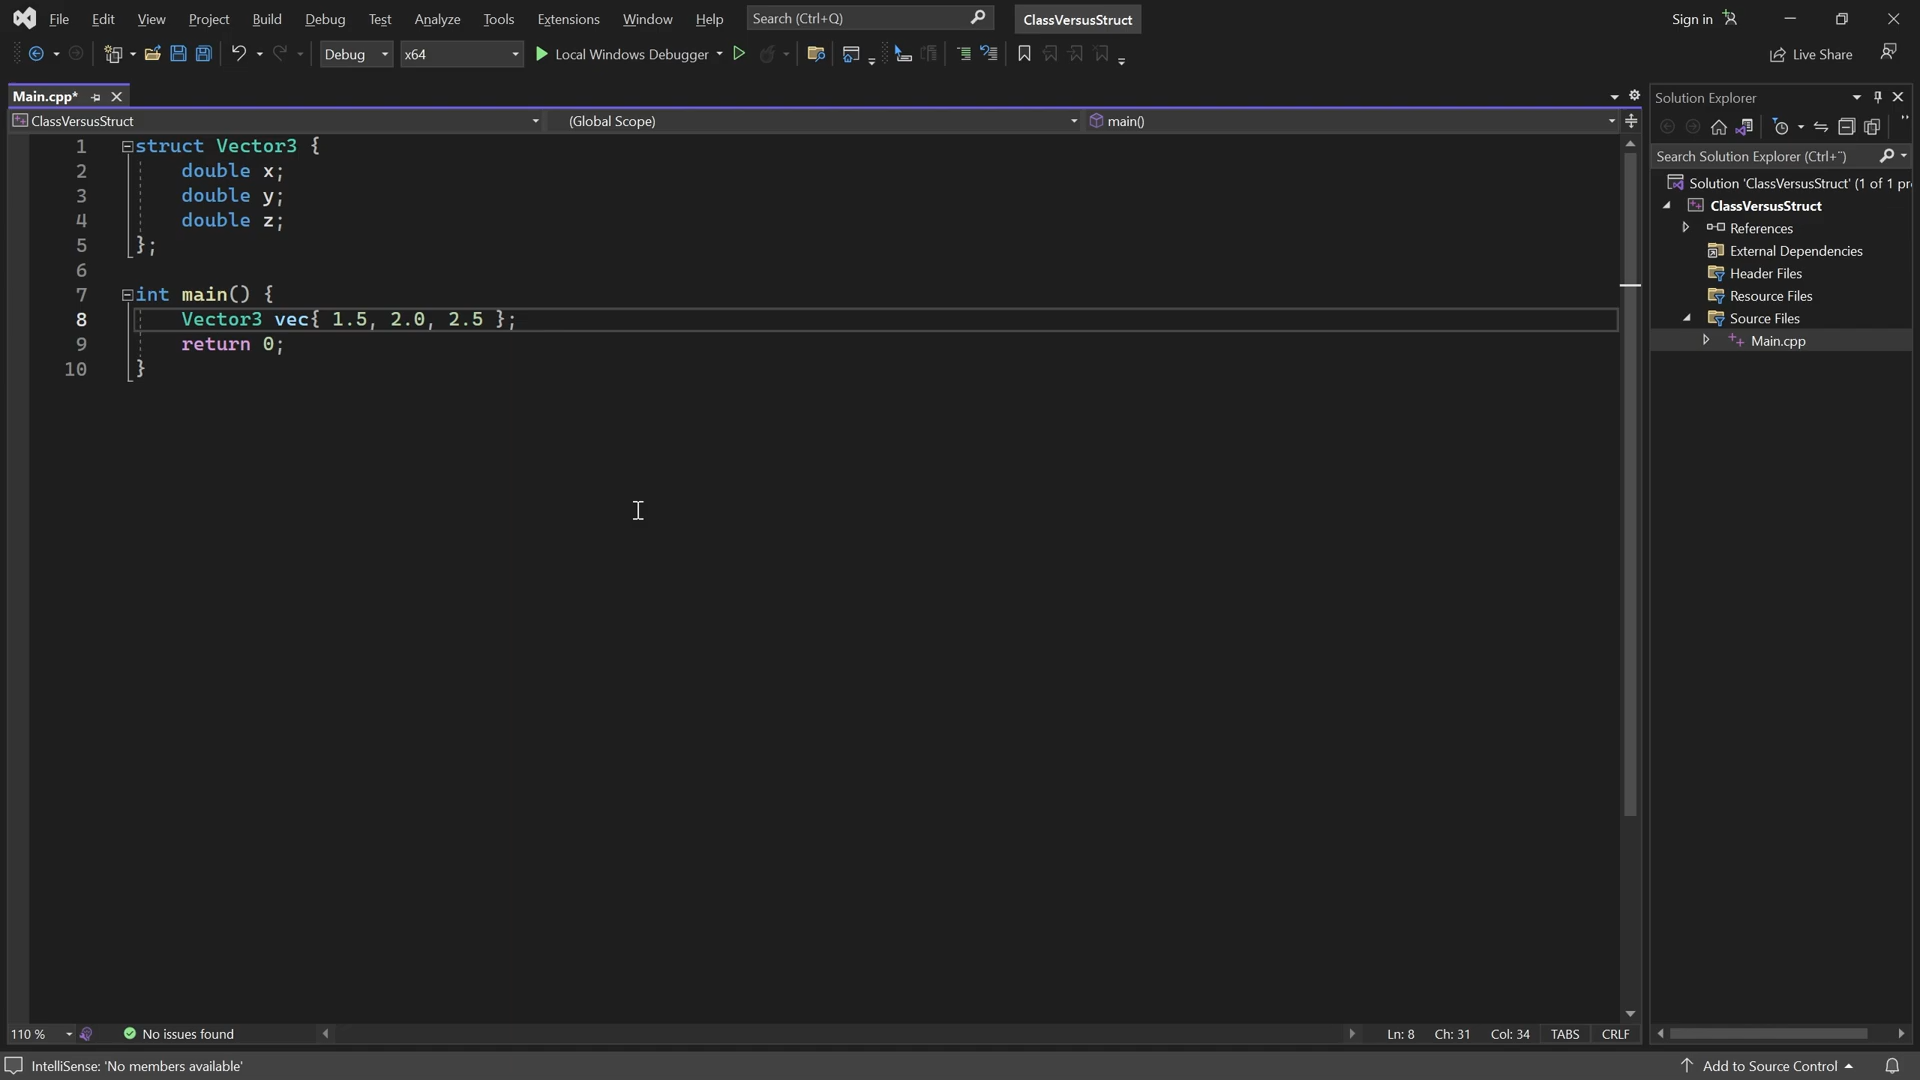 File Edit View Project Build Debug Test Analyze Tools Extensions Window Help Search (Ctrl+Q) ClassVersusStruct Sign in
Debug x64 Local Windows Debugger Live Share
Main.cpp*
ClassVersusStruct (Global Scope) main()
1 struct Vector3 {
2 double x;
3 double y;
4 double z;
5 };
6
7 int main() {
8 Vector3 vec{ 1.5, 2.0, 2.5 };
9 return 0;
10 }
Solution Explorer
Search Solution Explorer (Ctrl+¨)
Solution 'ClassVersusStruct' (1 of 1 pr
ClassVersusStruct
References
External Dependencies
Header Files
Resource Files
Source Files
Main.cpp
110 % No issues found Ln: 8 Ch: 31 Col: 34 TABS CRLF
IntelliSense: 'No members available' Add to Source Control